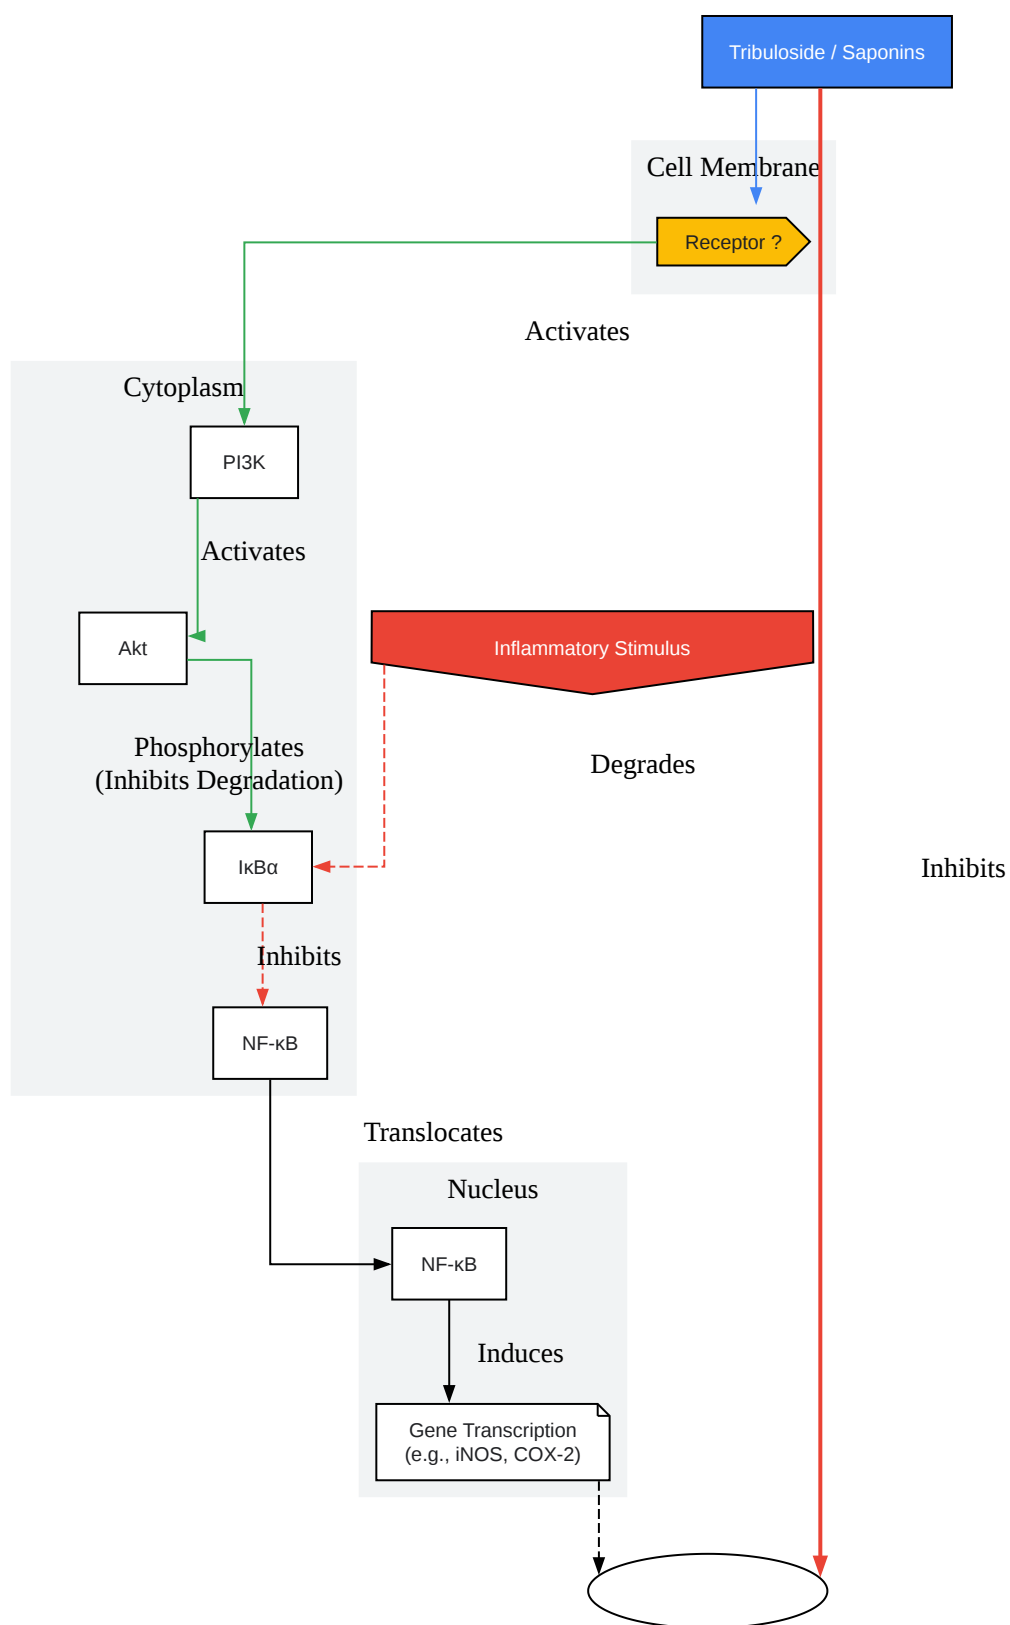 Tribuloside / Saponins
Cell Membrane
Receptor ?
Activates
Cytoplasm
PI3K
Activates
Akt
Inflammatory Stimulus
Phosphorylates
(Inhibits Degradation)
Degrades
IκBα
Inhibits
Inhibits
NF-κB
Translocates
Nucleus
NF-κB
Induces
Gene Transcription
(e.g., iNOS, COX-2)